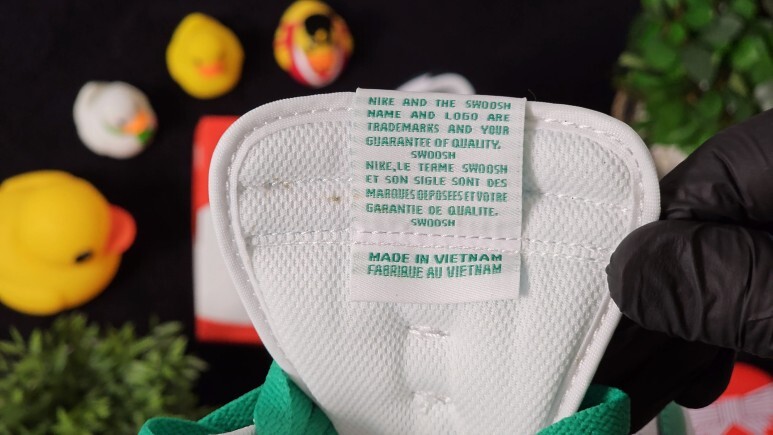 NIKE AND THE SWOOSH
NAME AND LOGO ARE
TRADEMARKS AND YOUR
GUARANTEE OF QUALITY.
SWOOSH
NIKE,LE TERME SWOOSH
ET SON SIGLE SONT DES
MARQUES DEPOSEES ET VOTRE
GARANTIE DE QUALITE.
SWOOSH
MADE IN VIETNAM
FABRIQUE AU VIETNAM